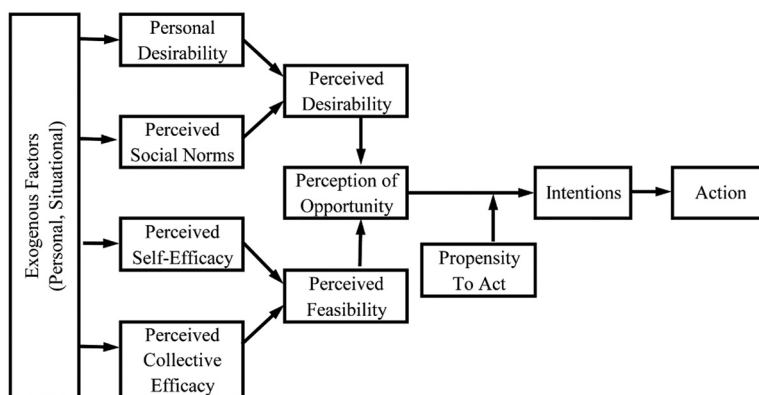 Exogenous Factors
(Personal, Situational)
Personal
Desirability
Perceived
Social Norms
Perceived
Self-Efficacy
Perceived
Collective
Efficacy
Perceived
Desirability
Perception of
Opportunity
Perceived
Feasibility
Propensity
To Act
Intentions
Action